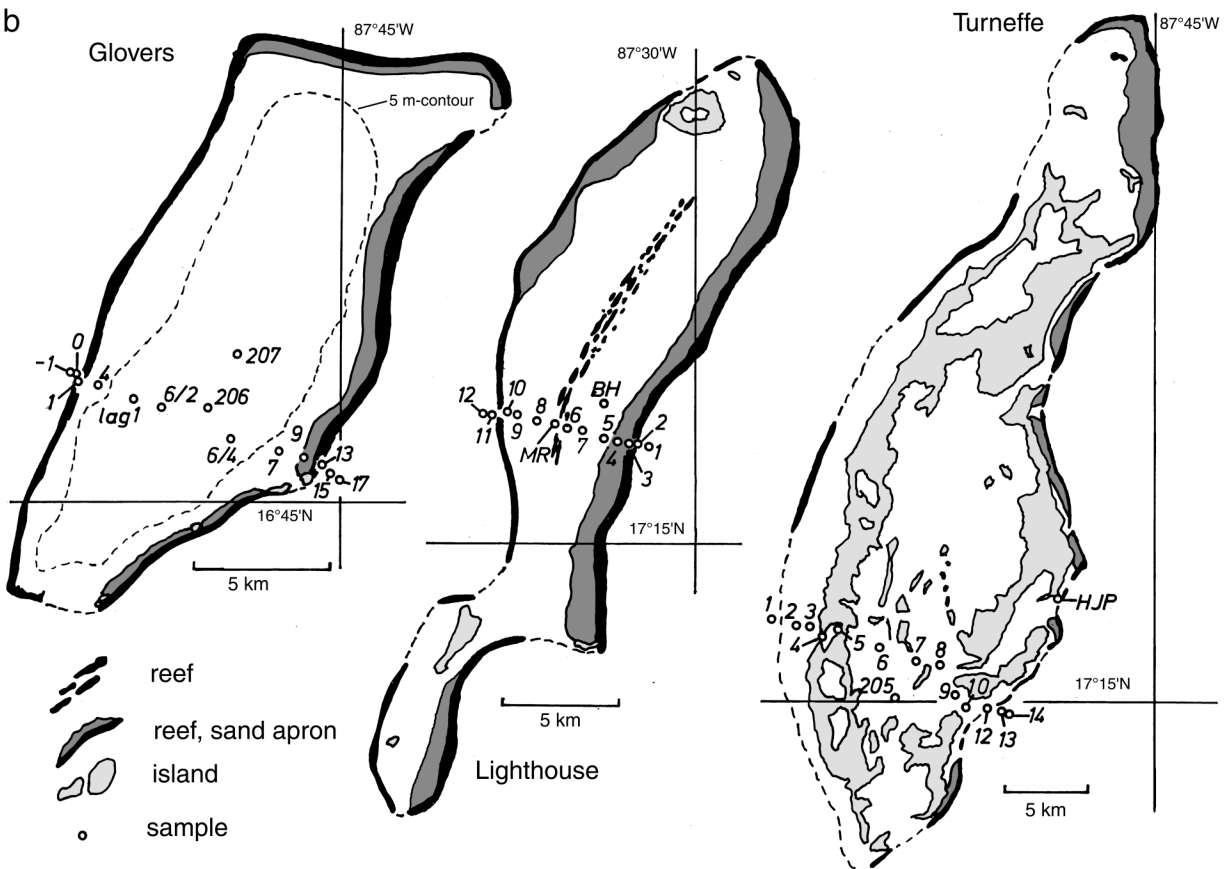 b
Glovers
87°45'W
5 m-contour
0
-1
1
4
lag1
6/2
206
207
6/4
7
9
13
15
17
16°45'N
5 km
87°30'W
12
11
10
9
8
MR
6
7
BH
5
4
2
1
3
17°15'N
5 km
Lighthouse
Turneffe
87°45'W
HJP
1
2
3
4
5
6
7
8
205
9
10
12
13
14
17°15'N
5 km
reef
reef, sand apron
island
sample